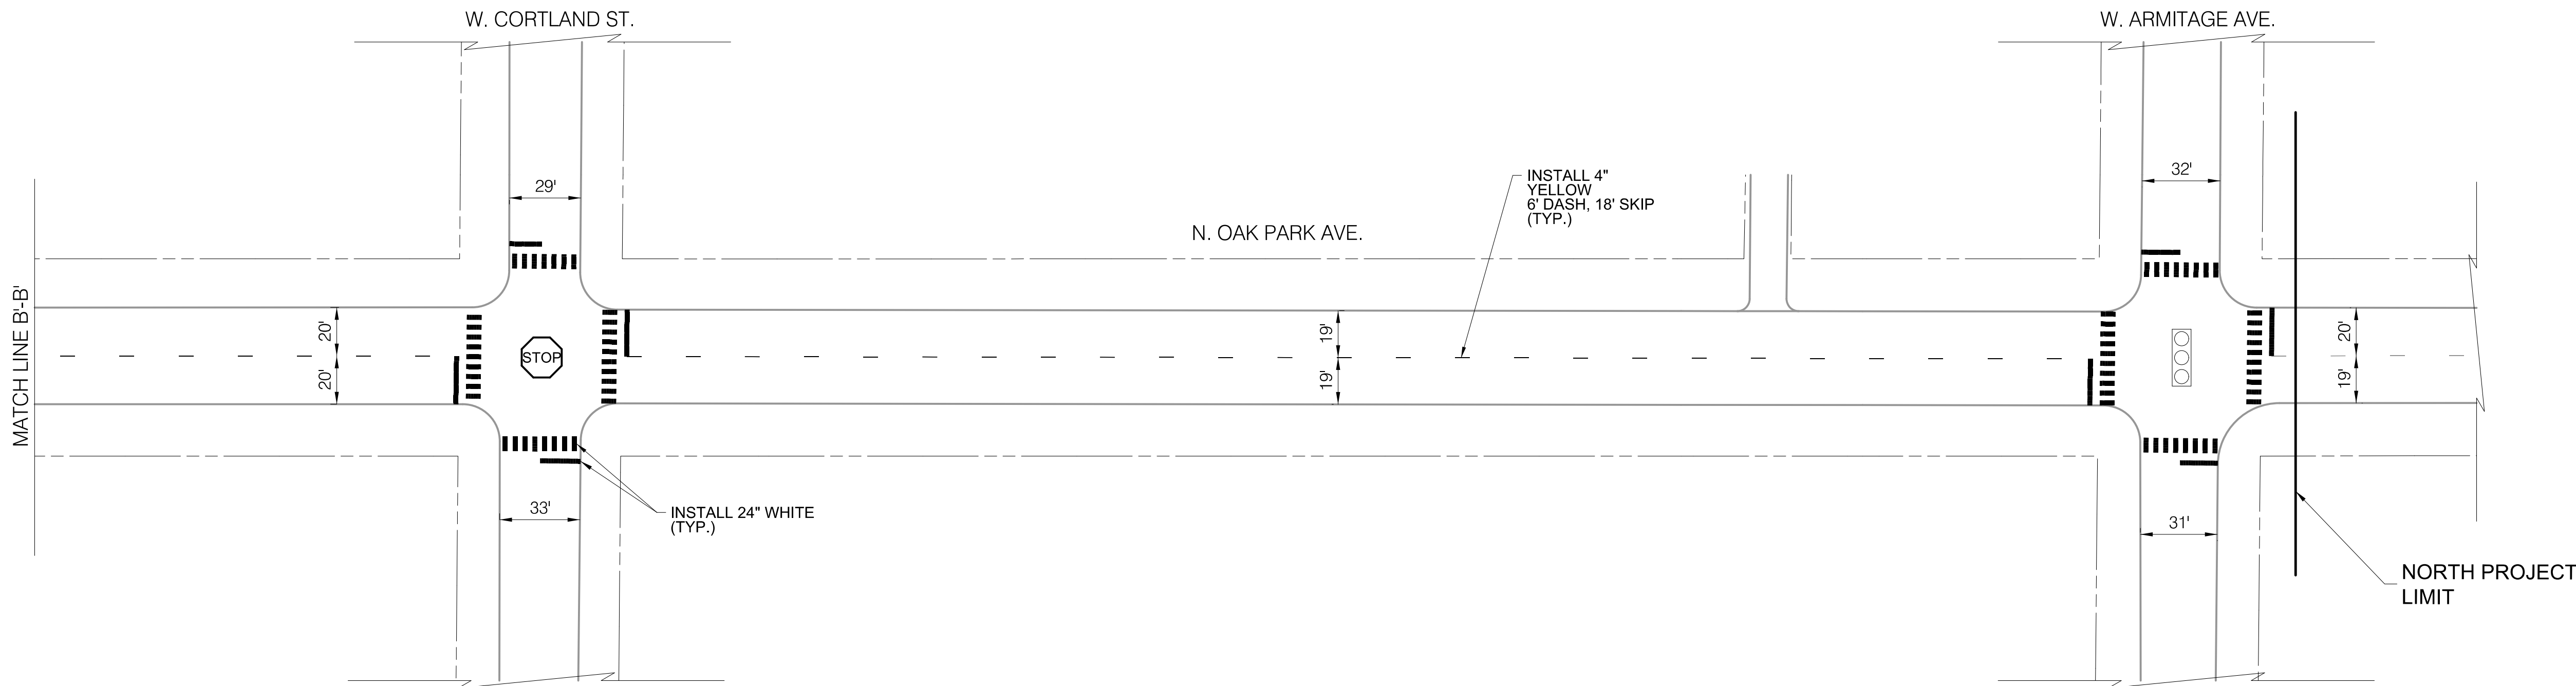 W. CORTLAND ST.
W. ARMITAGE AVE.
29'
32'
INSTALL 4"
YELLOW
6' DASH, 18' SKIP
(TYP.)
N. OAK PARK AVE.
MATCH LINE B'-B'
20'
20'
STOP
19'
19'
20'
19'
33'
INSTALL 24" WHITE
(TYP.)
31'
NORTH PROJECT
LIMIT